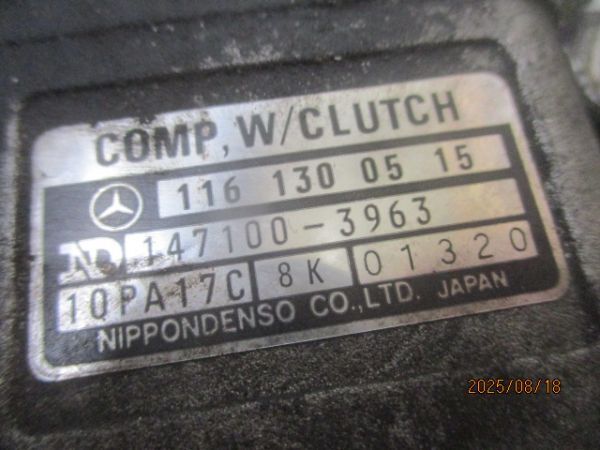 COMP, W/CLUTCH
116 130 05 15
ND 147100-3963
10PA17C 8K 01320
NIPPONDENSO CO.,LTD. JAPAN
2025/08/18